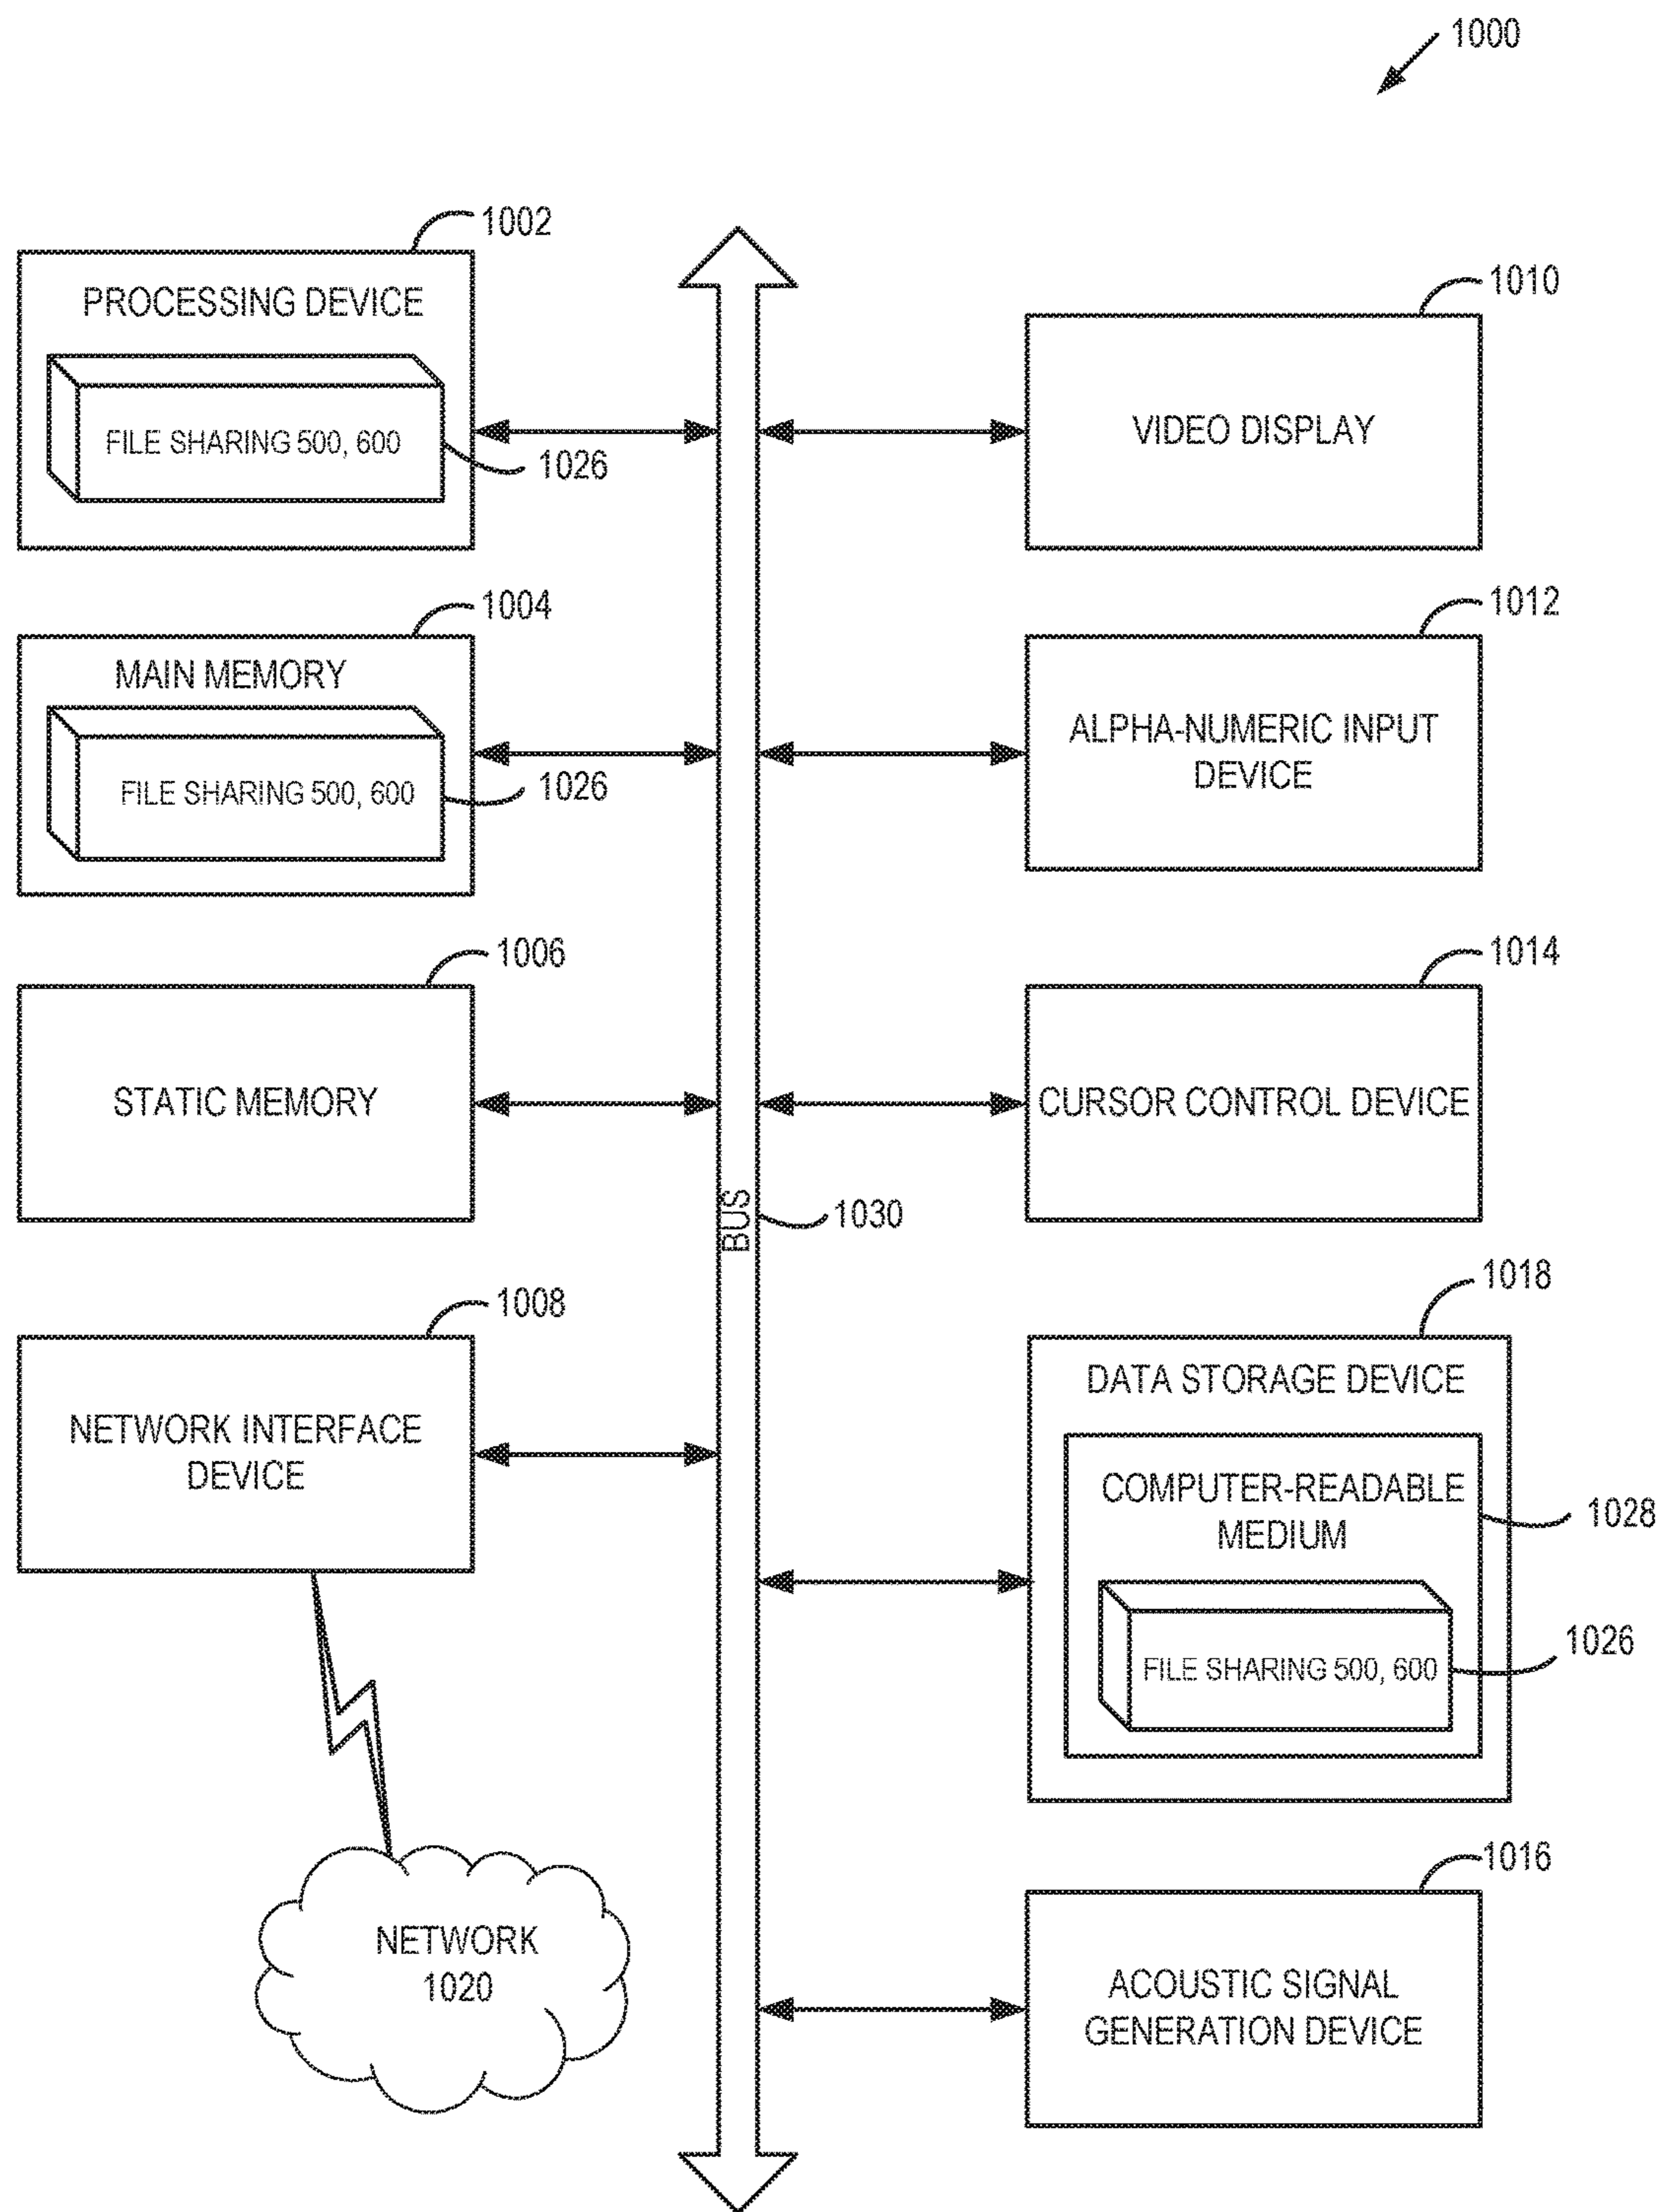 1000
1002
PROCESSING DEVICE
FILE SHARING 500, 600
1026
1004
MAIN MEMORY
FILE SHARING 500, 600
1026
1006
STATIC MEMORY
1008
NETWORK INTERFACE
DEVICE
NETWORK
1020
BUS
1030
1010
VIDEO DISPLAY
1012
ALPHA-NUMERIC INPUT
DEVICE
1014
CURSOR CONTROL DEVICE
1018
DATA STORAGE DEVICE
COMPUTER-READABLE
MEDIUM
1028
FILE SHARING 500, 600
1026
1016
ACOUSTIC SIGNAL
GENERATION DEVICE